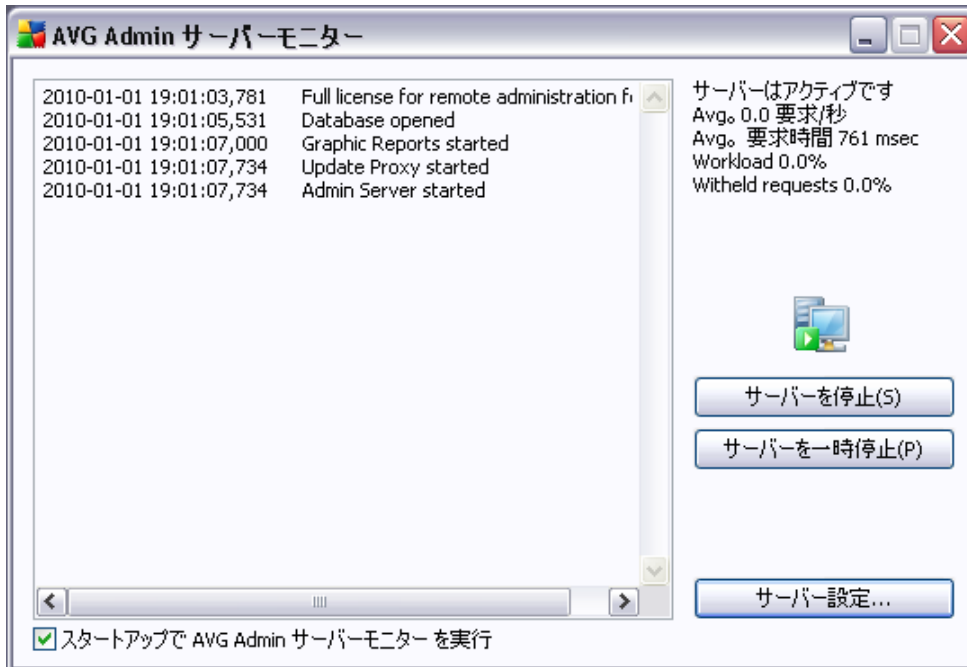 AVG Admin サーバーモニター
2010-01-01 19:01:03,781 Full license for remote administration
2010-01-01 19:01:05,531 Database opened
2010-01-01 19:01:07,000 Graphic Reports started
2010-01-01 19:01:07,734 Update Proxy started
2010-01-01 19:01:07,734 Admin Server started
サーバーはアクティブです
Avg。0.0 要求/秒
Avg。要求時間 761 msec
Workload 0.0%
Witheld requests 0.0%
サーバーを停止(S)
サーバーを一時停止(P)
サーバー設定...
スタートアップで AVG Admin サーバーモニター を実行